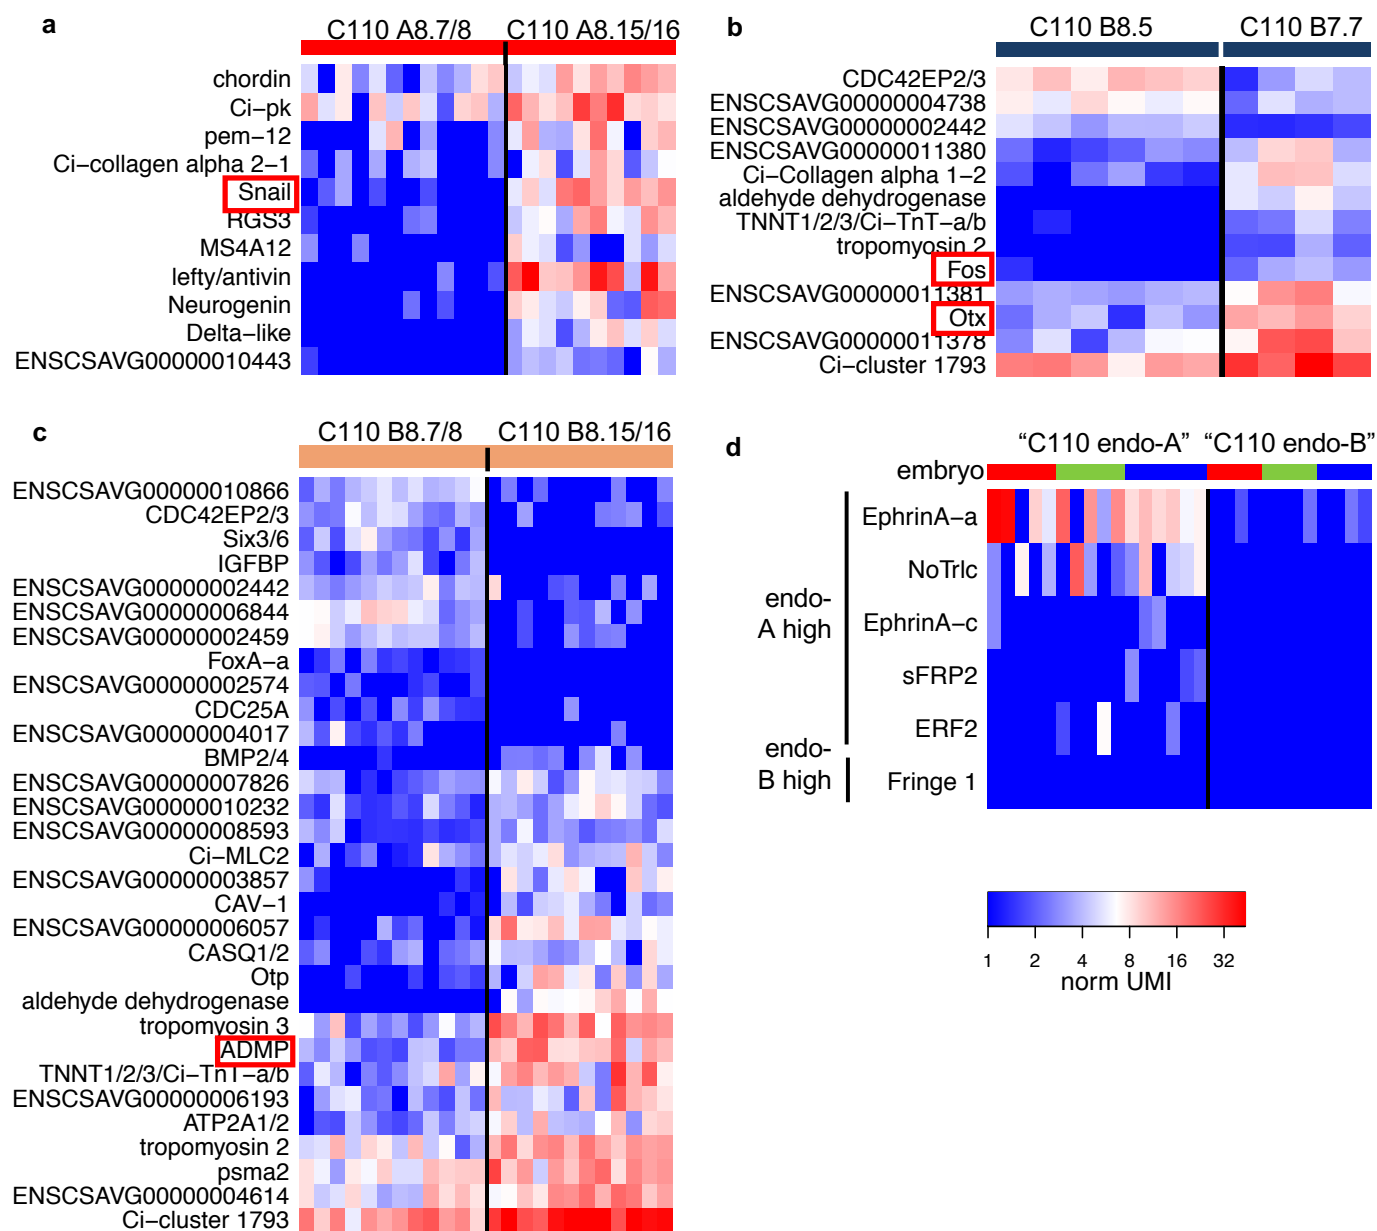 a
C110 A8.7/8 C110 A8.15/16
chordin
Ci−pk
pem−12
Ci−collagen alpha 2−1
Snail
RGS3
MS4A12
lefty/antivin
Neurogenin
Delta−like
ENSCSAVG00000010443
b
C110 B8.5 C110 B7.7
CDC42EP2/3
ENSCSAVG00000004738
ENSCSAVG00000002442
ENSCSAVG00000011380
Ci−Collagen alpha 1−2
aldehyde dehydrogenase
TNNT1/2/3/Ci−TnT−a/b
tropomyosin 2
Fos
ENSCSAVG00000011381
Otx
ENSCSAVG00000011378
Ci−cluster 1793
c
C110 B8.7/8 C110 B8.15/16
ENSCSAVG00000010866
CDC42EP2/3
Six3/6
IGFBP
ENSCSAVG00000002442
ENSCSAVG00000006844
ENSCSAVG00000002459
FoxA−a
ENSCSAVG00000002574
CDC25A
ENSCSAVG00000004017
BMP2/4
ENSCSAVG00000007826
ENSCSAVG00000010232
ENSCSAVG00000008593
Ci−MLC2
ENSCSAVG00000003857
CAV−1
ENSCSAVG00000006057
CASQ1/2
Otp
aldehyde dehydrogenase
tropomyosin 3
ADMP
TNNT1/2/3/Ci−TnT−a/b
ENSCSAVG00000006193
ATP2A1/2
tropomyosin 2
psma2
ENSCSAVG00000004614
Ci−cluster 1793
d
“C110 endo-A” “C110 endo-B”
embryo
endo-
A high
EphrinA−a
NoTrlc
EphrinA−c
sFRP2
ERF2
endo-
B high
Fringe 1
1 2 4 8 16 32
norm UMI